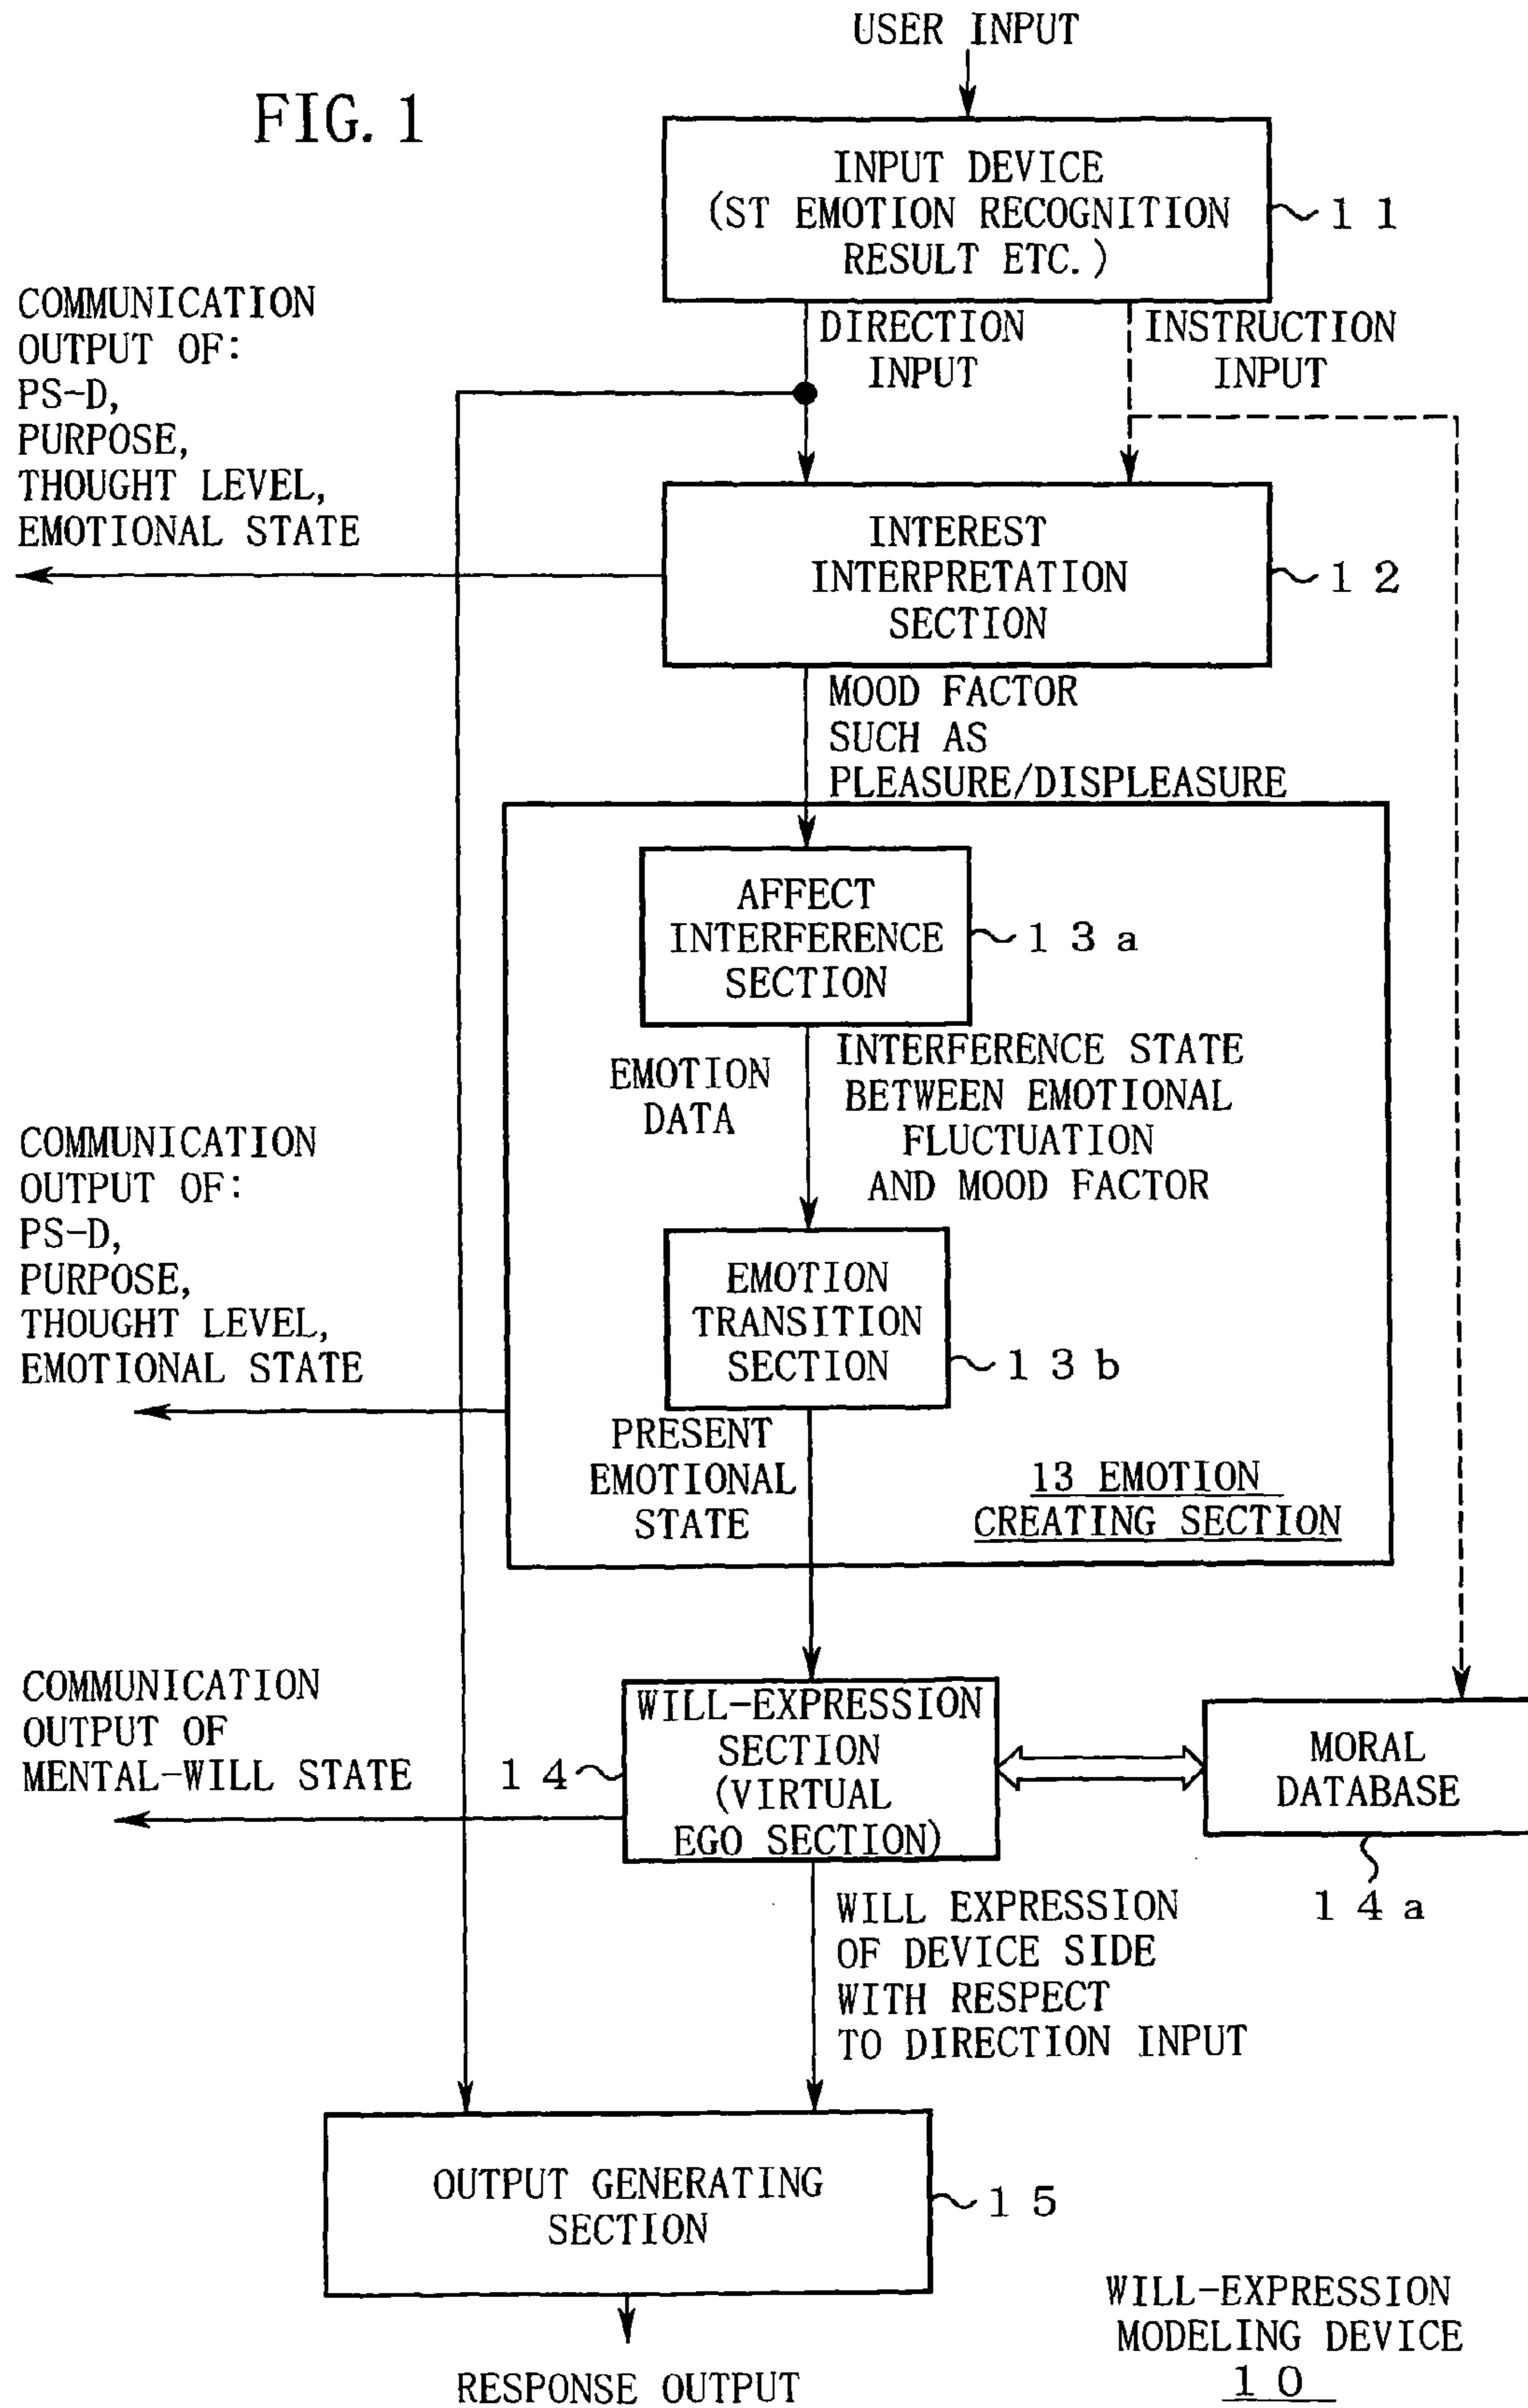 USER INPUT
FIG. 1
INPUT DEVICE
(ST EMOTION RECOGNITION
RESULT ETC.)
11
COMMUNICATION
OUTPUT OF:
PS-D,
PURPOSE,
THOUGHT LEVEL,
EMOTIONAL STATE
DIRECTION
INPUT
INSTRUCTION
INPUT
INTEREST
INTERPRETATION
SECTION
12
MOOD FACTOR
SUCH AS
PLEASURE/DISPLEASURE
AFFECT
INTERFERENCE
SECTION
13a
EMOTION
DATA
INTERFERENCE STATE
BETWEEN EMOTIONAL
FLUCTUATION
AND MOOD FACTOR
COMMUNICATION
OUTPUT OF:
PS-D,
PURPOSE,
THOUGHT LEVEL,
EMOTIONAL STATE
EMOTION
TRANSITION
SECTION
13b
PRESENT
EMOTIONAL
STATE
13 EMOTION
CREATING SECTION
COMMUNICATION
OUTPUT OF
MENTAL-WILL STATE
14
WILL-EXPRESSION
SECTION
(VIRTUAL
EGO SECTION)
MORAL
DATABASE
14a
WILL EXPRESSION
OF DEVICE SIDE
WITH RESPECT
TO DIRECTION INPUT
OUTPUT GENERATING
SECTION
15
RESPONSE OUTPUT
WILL-EXPRESSION
MODELING DEVICE
10